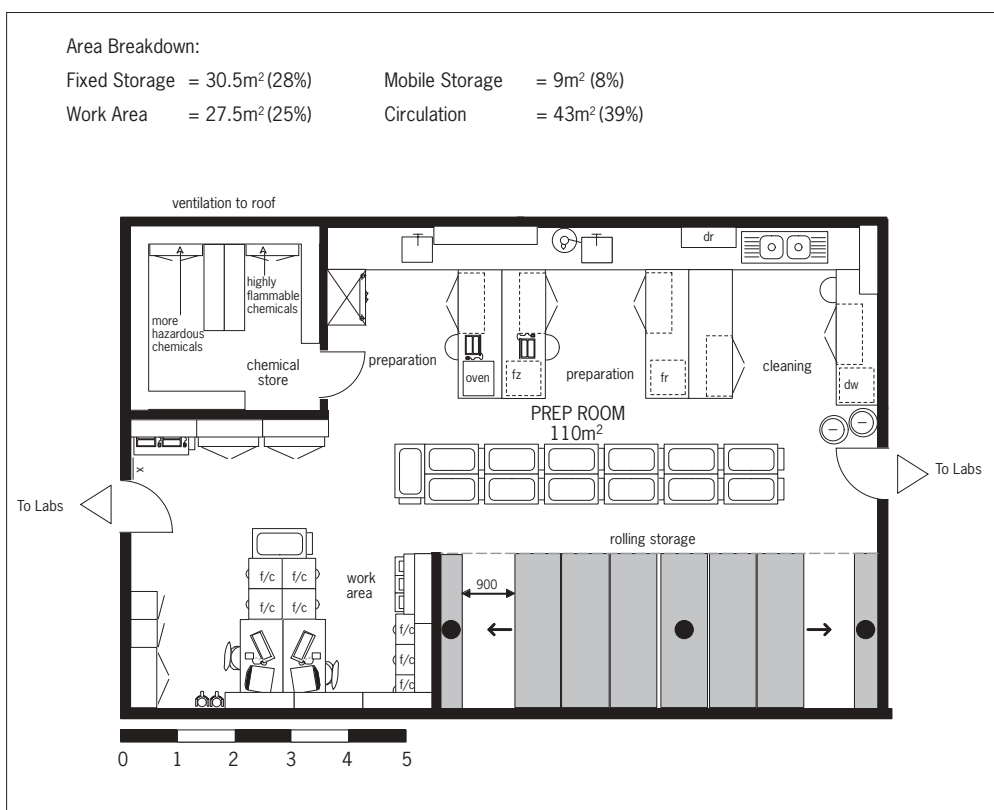 Area Breakdown:
Fixed Storage = 30.5m² (28%) Mobile Storage = 9m² (8%)
Work Area = 27.5m² (25%) Circulation = 43m² (39%)
ventilation to roof
dr
highly
flammable
chemicals
more
hazardous
chemicals
chemical
store
preparation
oven
fz
preparation
fr
cleaning
dw
PREP ROOM
110m²
x
To Labs
To Labs
rolling storage
f/c f/c
f/c f/c
work
area
900
f/c
f/c
f/c
0 1 2 3 4 5